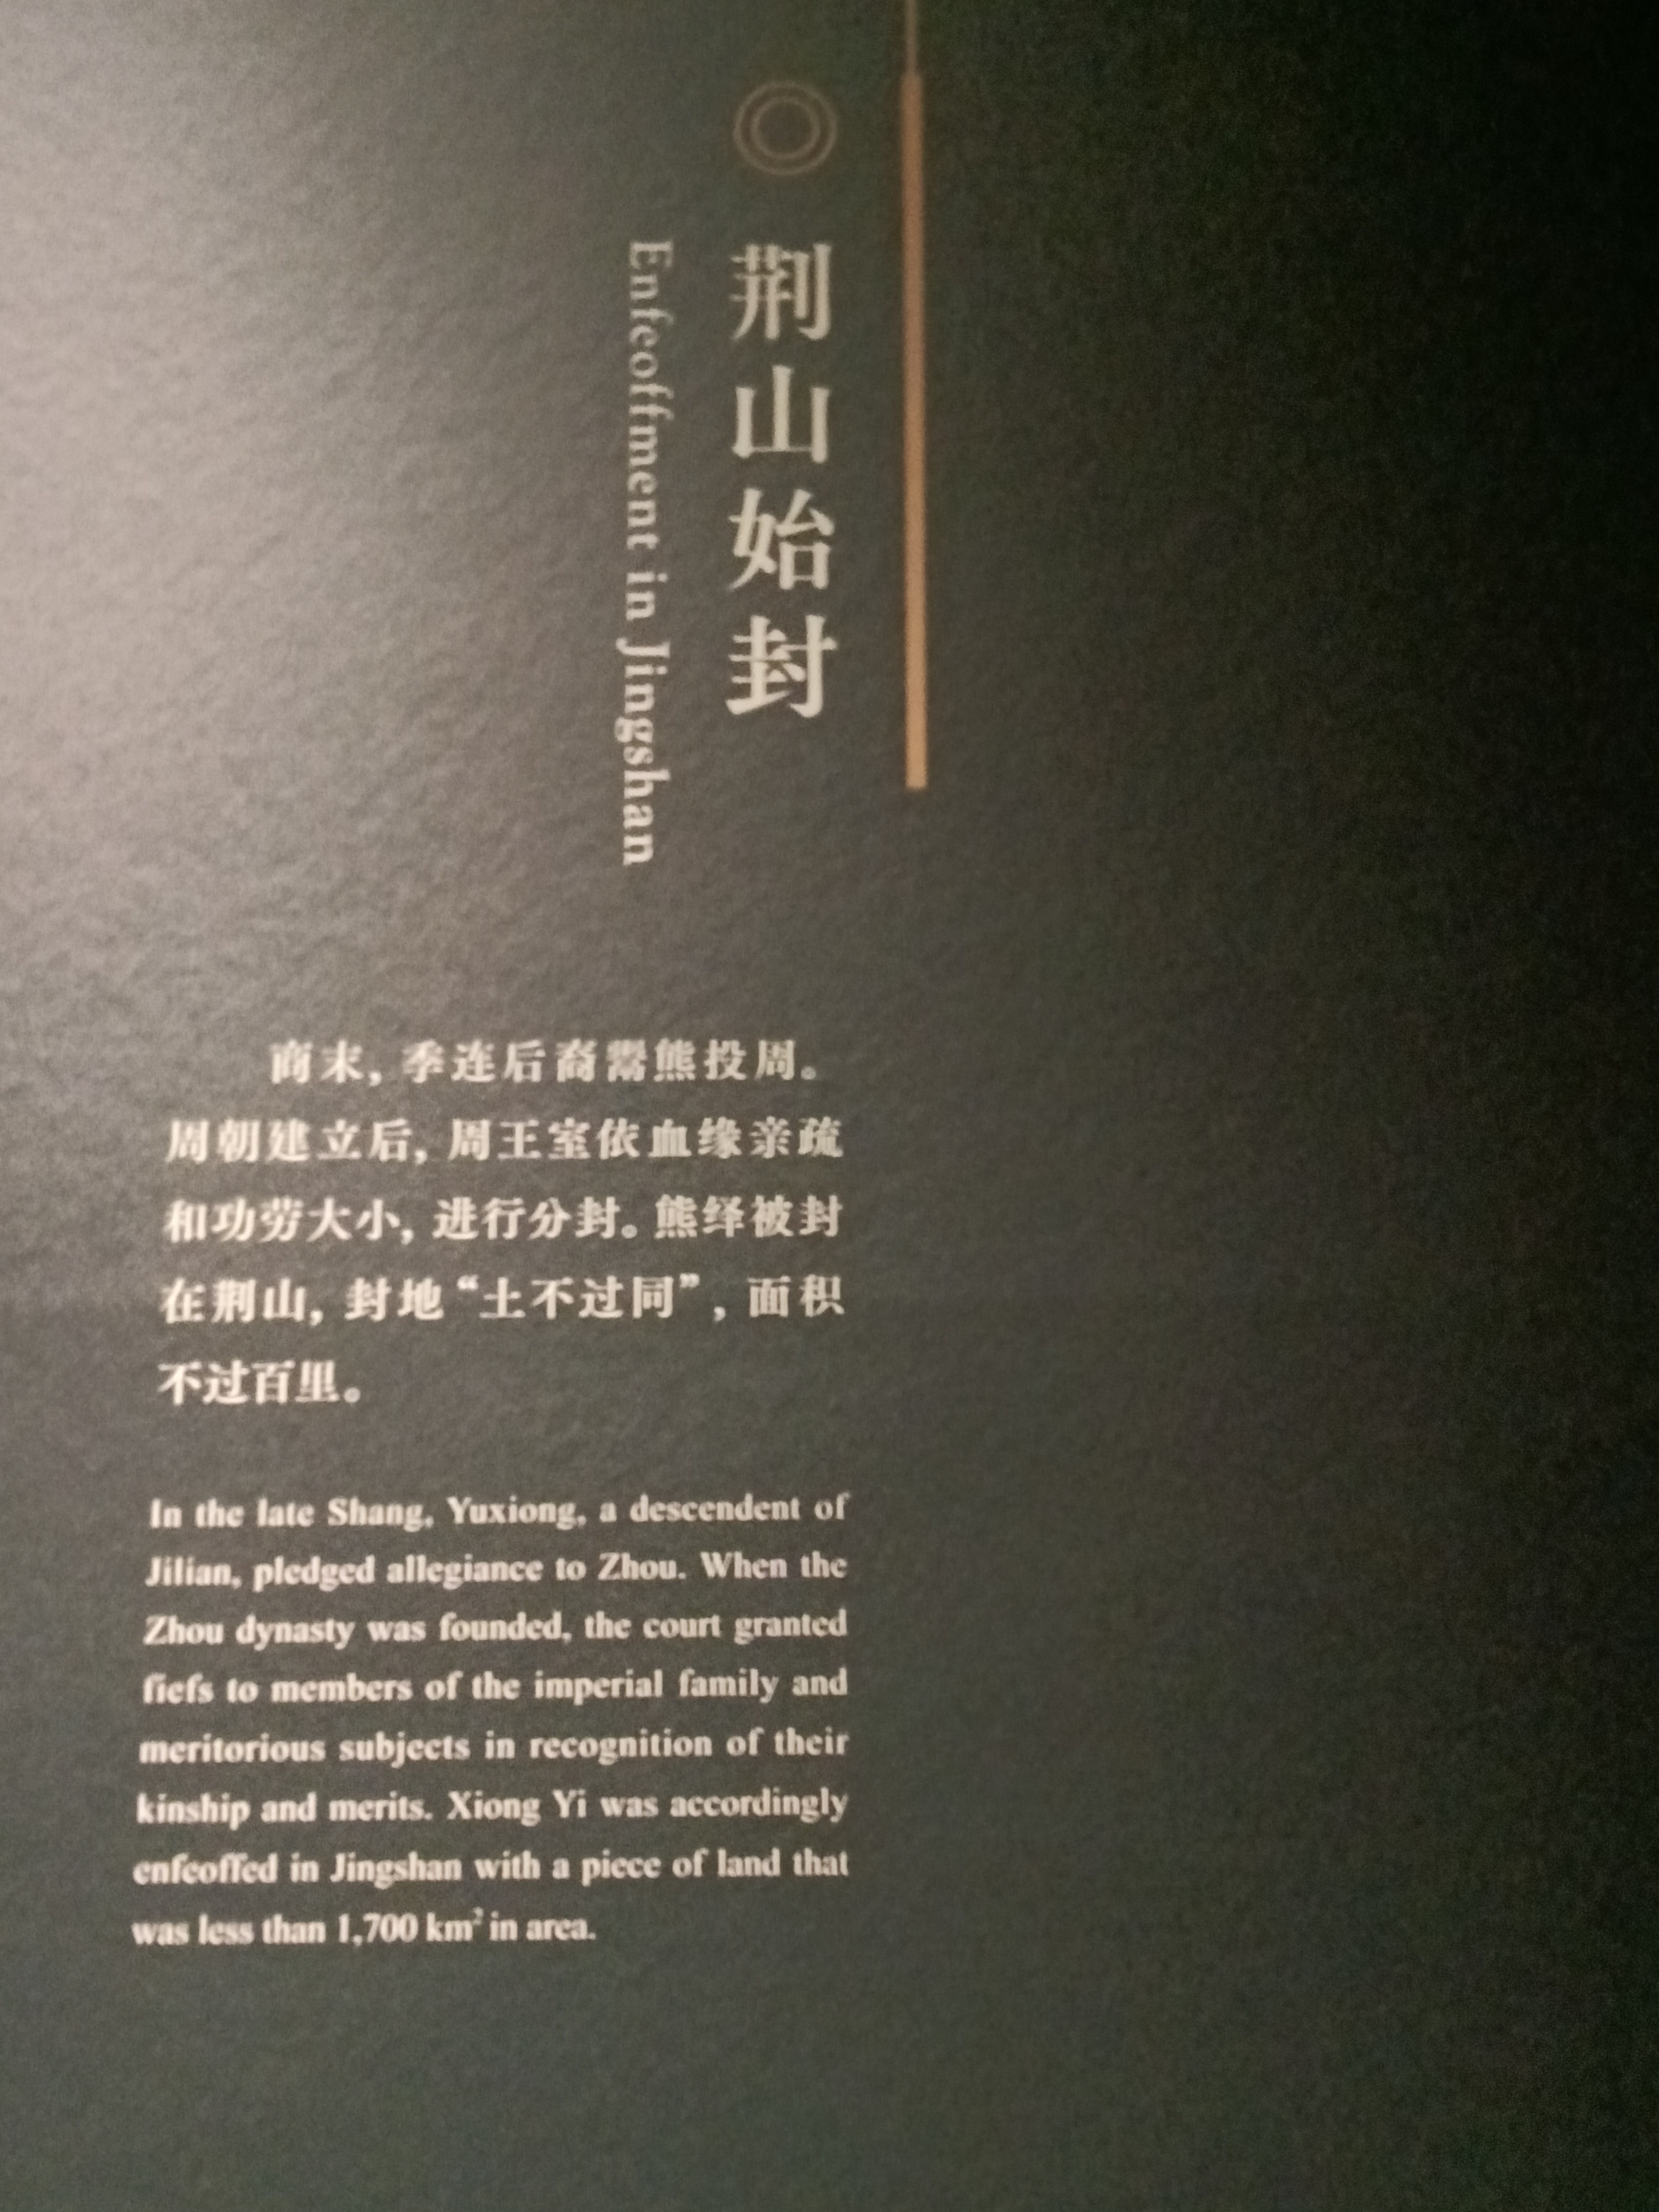 荆山始封
Enfeoffment in Jingshan
商末，季连后裔鬻熊投周。
周朝建立后，周王室依血缘亲疏
和功劳大小，进行分封。熊绎被封
在荆山，封地“土不过同”，面积
不过百里。
In the late Shang, Yuxiong, a descendent of
Jilian, pledged allegiance to Zhou. When the
Zhou dynasty was founded, the court granted
fiefs to members of the imperial family and
meritorious subjects in recognition of their
kinship and merits. Xiong Yi was accordingly
enfeoffed in Jingshan with a piece of land that
was less than 1,700 km² in area.